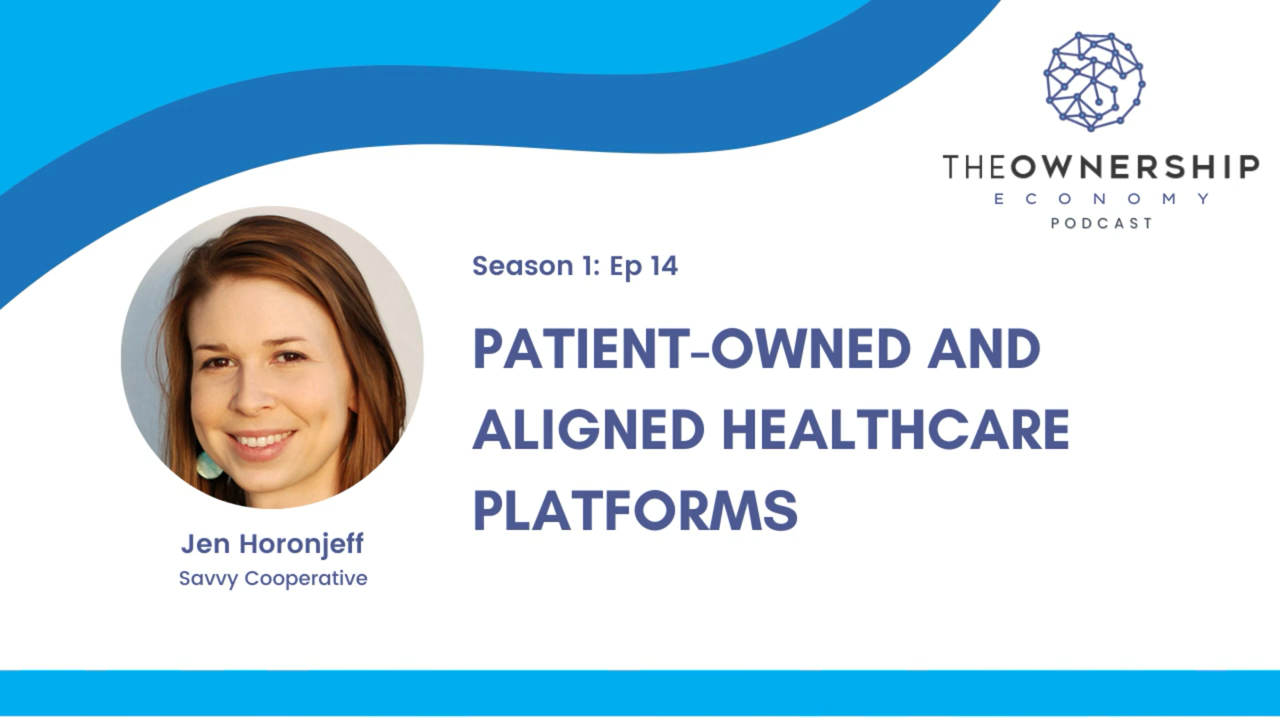 THEOWNERSHIP
ECONOMY
PODCAST
Season 1: Ep 14
PATIENT-OWNED AND
ALIGNED HEALTHCARE
PLATFORMS
Jen Horonjeff
Savvy Cooperative